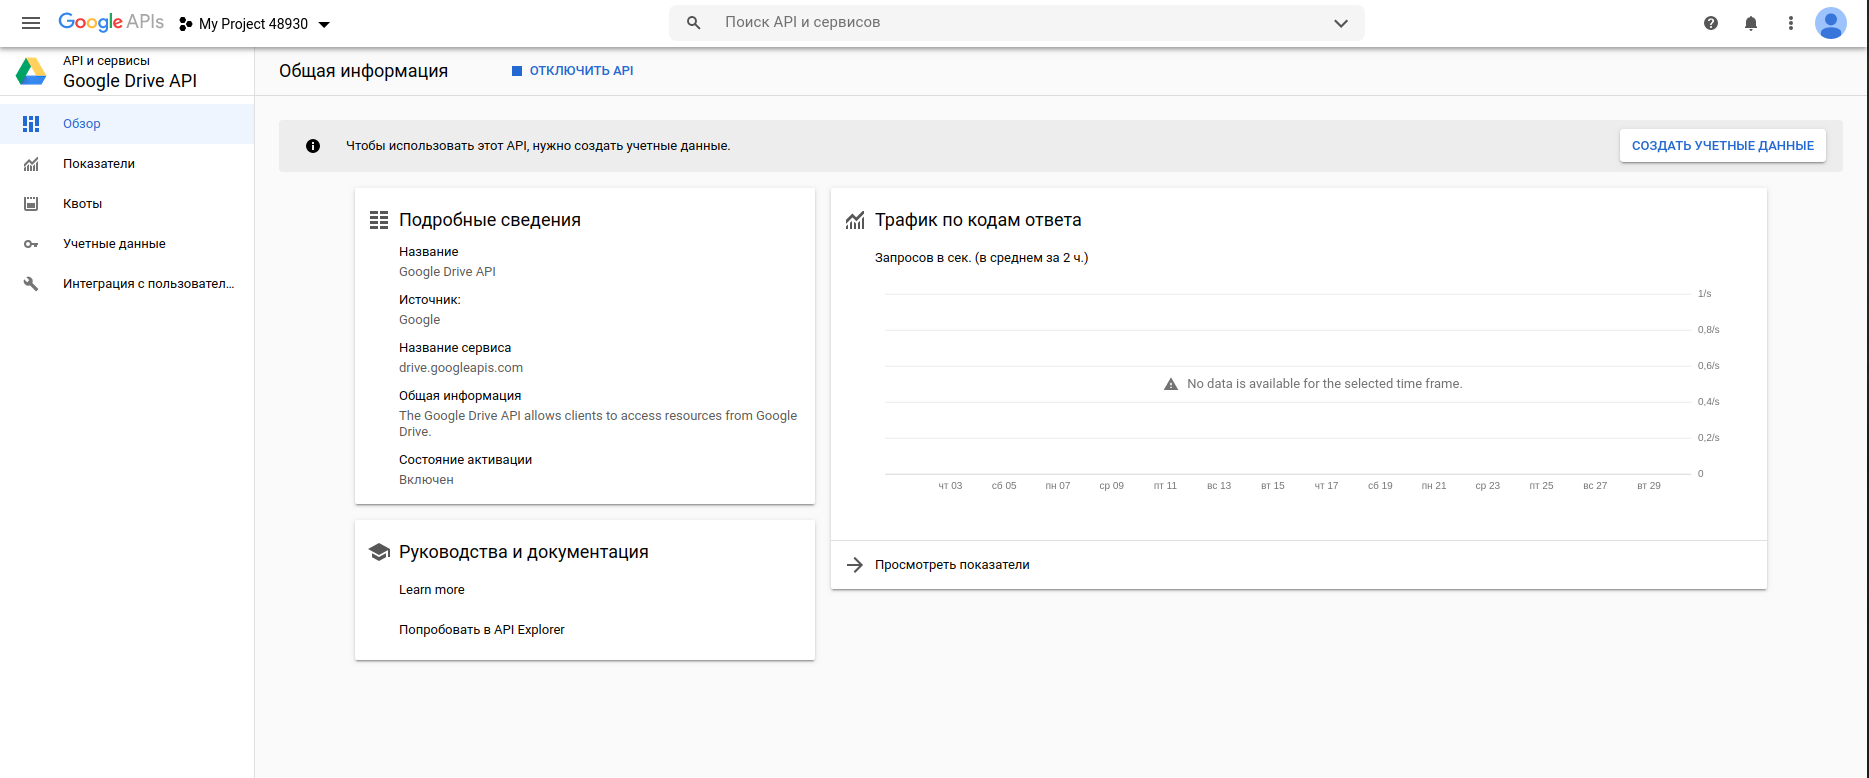 Google APIs
My Project 48930
Поиск API и сервисов
API и сервисы
Google Drive API
Общая информация
ОТКЛЮЧИТЬ API
Обзор
Показатели
Квоты
Учетные данные
Интеграция с пользовател...
Чтобы использовать этот API, нужно создать учетные данные.
СОЗДАТЬ УЧЕТНЫЕ ДАННЫЕ
Подробные сведения
Название
Google Drive API
Источник:
Google
Название сервиса
drive.googleapis.com
Общая информация
The Google Drive API allows clients to access resources from Google
Drive.
Состояние активации
Включен
Руководства и документация
Learn more
Попробовать в API Explorer
Трафик по кодам ответа
Запросов в сек. (в среднем за 2 ч.)
1/s
0,8/s
0,6/s
No data is available for the selected time frame.
0,4/s
0,2/s
0
чт 03 сб 05 пн 07 ср 09 пт 11 вс 13 вт 15 чт 17 сб 19 пн 21 ср 23 пт 25 вс 27 вт 29
Просмотреть показатели